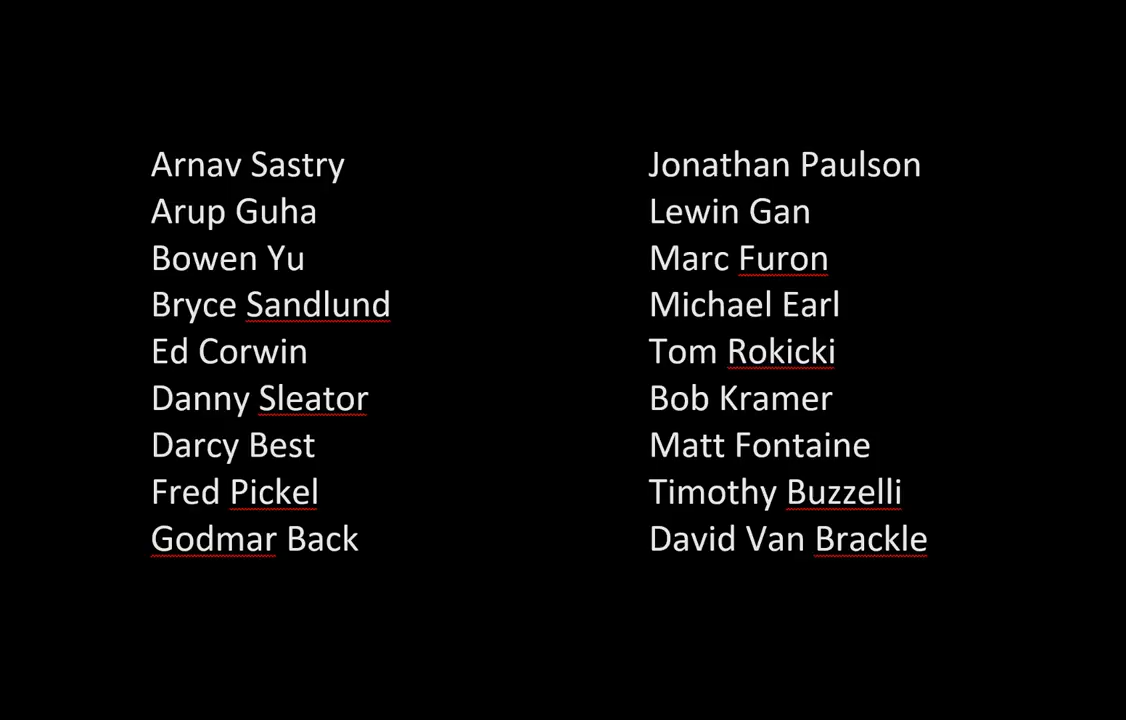 Arnav Sastry
Arup Guha
Bowen Yu
Bryce Sandlund
Ed Corwin
Danny Sleator
Darcy Best
Fred Pickel
Godmar Back
Jonathan Paulson
Lewin Gan
Marc Furon
Michael Earl
Tom Rokicki
Bob Kramer
Matt Fontaine
Timothy Buzzelli
David Van Brackle